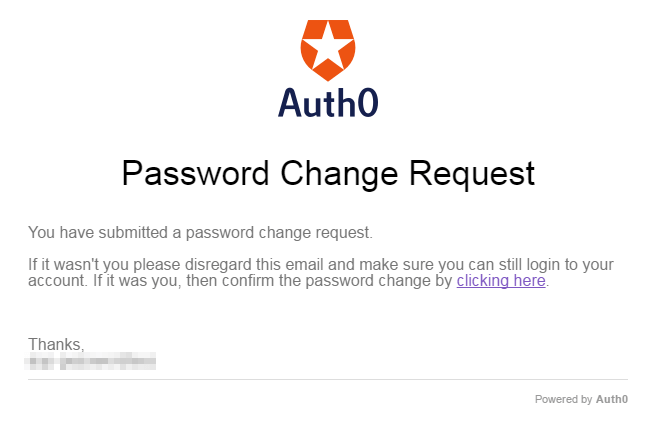 Auth0
Password Change Request
You have submitted a password change request.
If it wasn't you please disregard this email and make sure you can still login to your
account. If it was you, then confirm the password change by clicking here.
Thanks,
Powered by Auth0